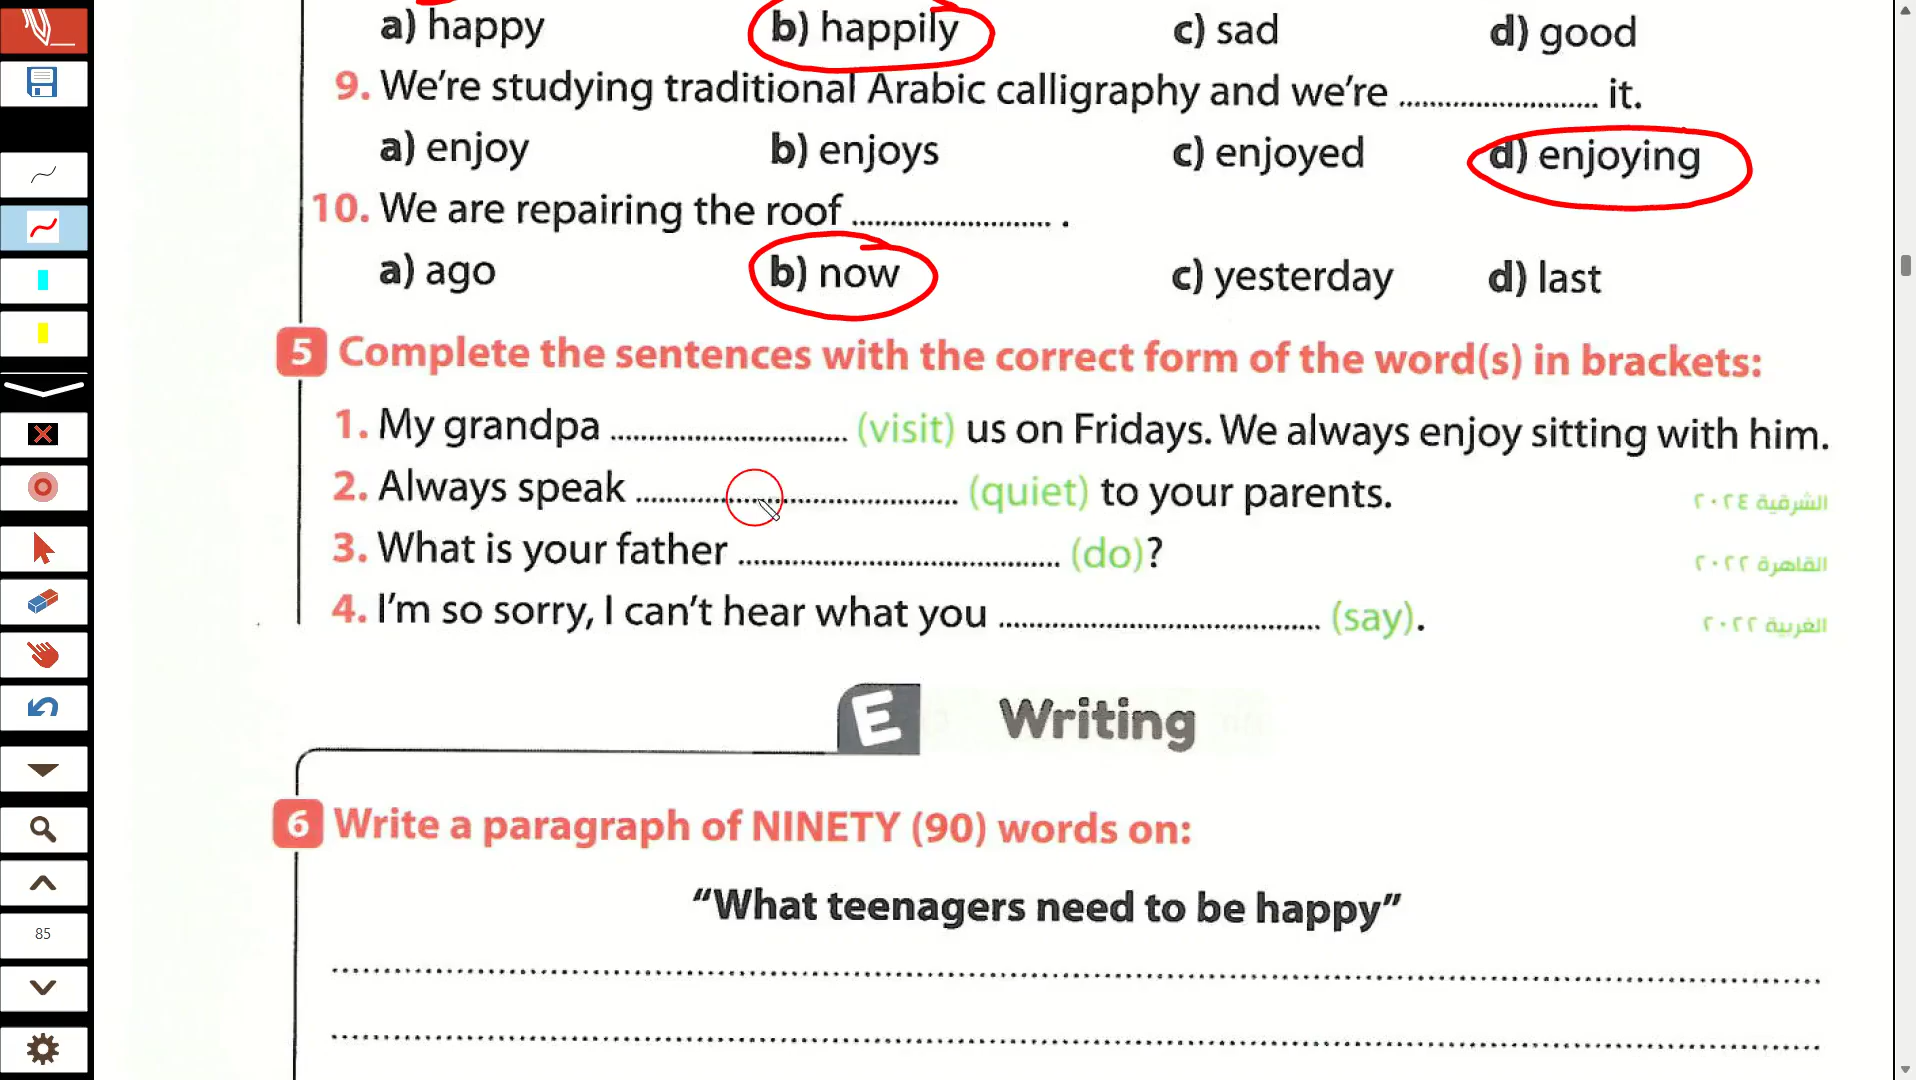 a) happy b) happily c) sad d) good
9. We're studying traditional Arabic calligraphy and we're .......................... it.
a) enjoy b) enjoys c) enjoyed d) enjoying
10. We are repairing the roof .......................... .
a) ago b) now c) yesterday d) last
5 Complete the sentences with the correct form of the word(s) in brackets:
1. My grandpa .............................. (visit) us on Fridays. We always enjoy sitting with him.
2. Always speak .......................................... (quiet) to your parents. الشرقية ٢٠٢٤
3. What is your father .......................................... (do)? القاهرة ٢٠٢٢
4. I'm so sorry, I can't hear what you .......................................... (say). الغربية ٢٠٢٢
E Writing
6 Write a paragraph of NINETY (90) words on:
“What teenagers need to be happy”
85